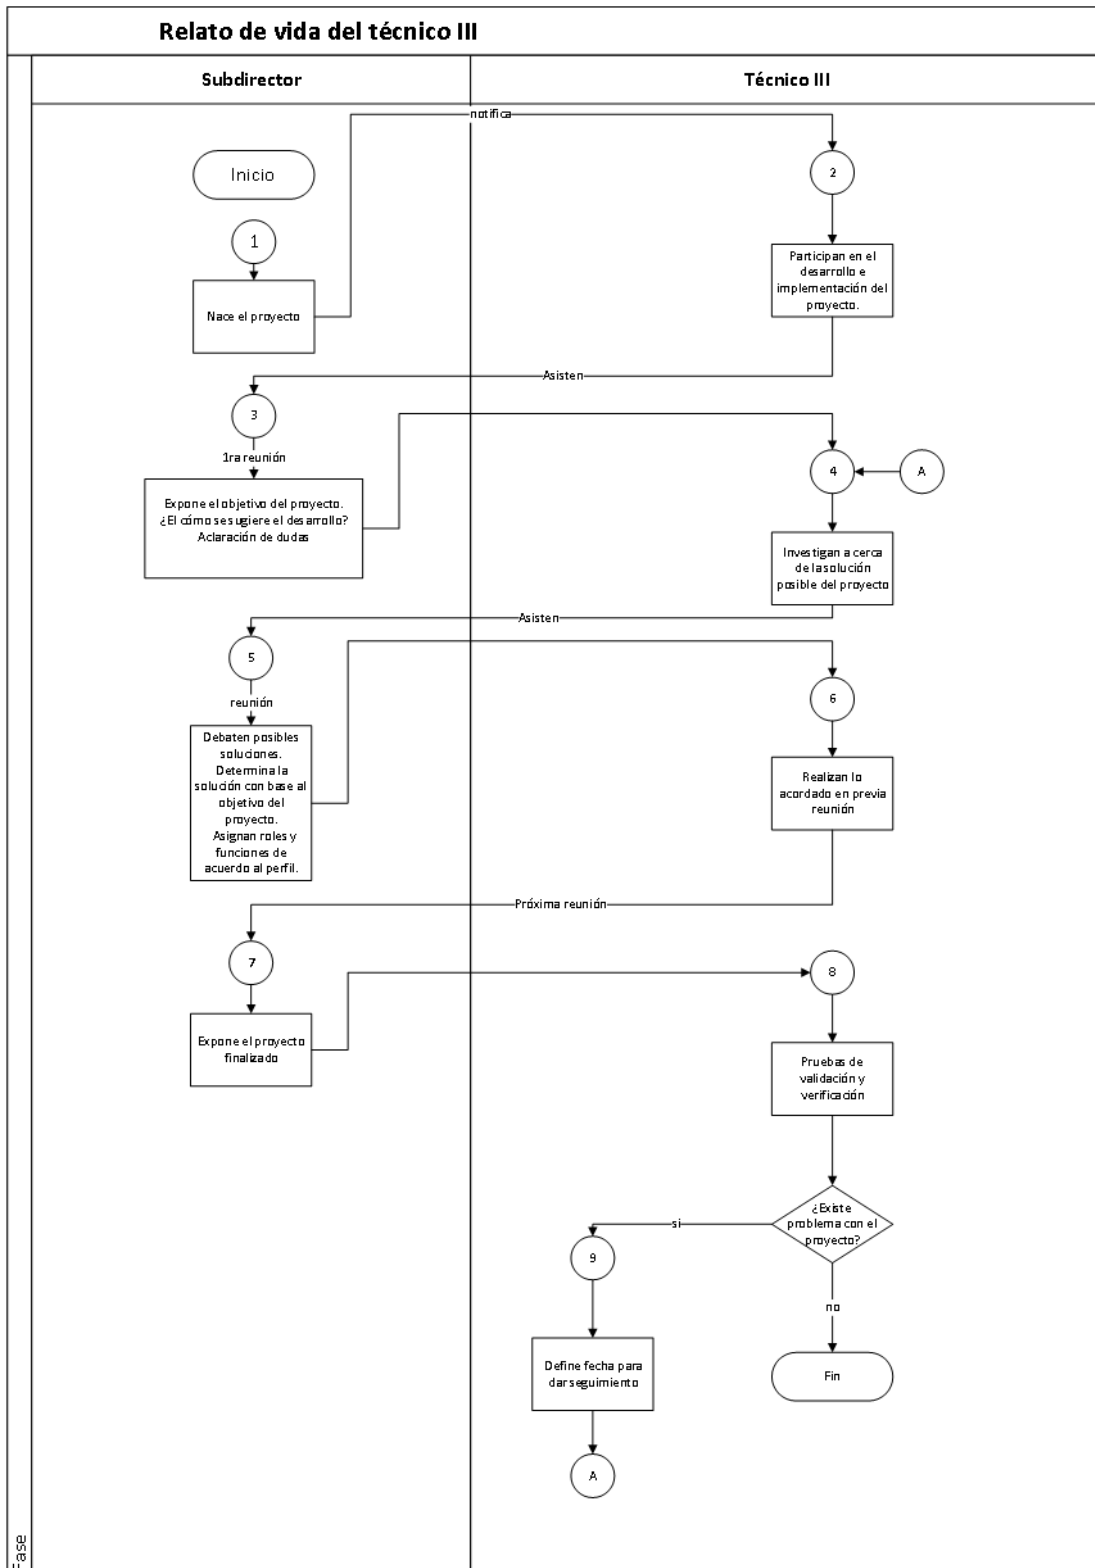 Relato de vida del técnico III
Subdirector
Técnico III
notifica
Inicio
2
1
Participan en el
desarrollo e
implementación del
proyecto.
Nace el proyecto
Asisten
3
1ra reunión
4
A
Expone el objetivo del proyecto.
¿El cómo se sugiere el desarrollo?
Aclaración de dudas
Investigan a cerca
de la solución
posible del proyecto
Asisten
5
reunión
6
Debaten posibles
soluciones.
Determina la
solución con base al
objetivo del
proyecto.
Asignan roles y
funciones de
acuerdo al perfil.
Realizan lo
acordado en previa
reunión
Próxima reunión
7
8
Expone el proyecto
finalizado
Pruebas de
validación y
verificación
¿Existe
problema con el
proyecto?
si
9
no
Define fecha para
dar seguimiento
Fin
A
Fase